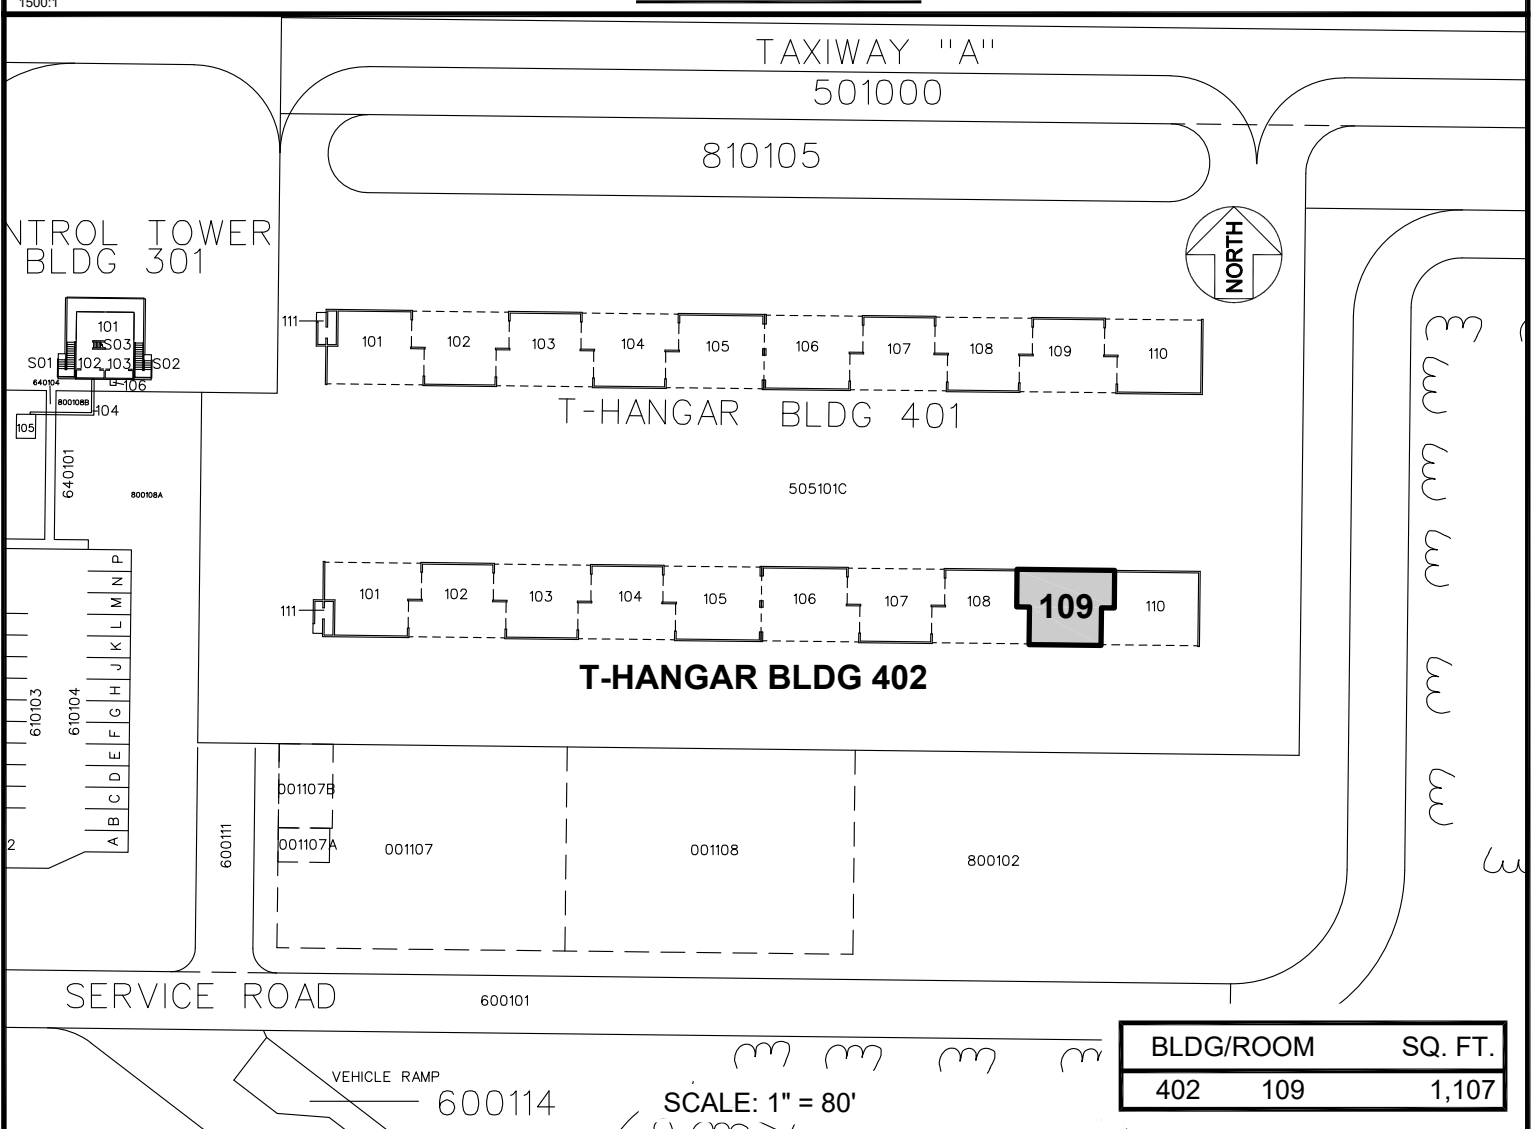 1500:1
TAXIWAY "A"
501000
810105
NTROL TOWER
BLDG 301
NORTH
101
S03
S01
102
103
S02
106
640104
800108B
104
105
640101
800108A
111
101
102
103
104
105
106
107
108
109
110
T-HANGAR BLDG 401
505101C
111
101
102
103
104
105
106
107
108
109
110
T-HANGAR BLDG 402
P
N
M
L
K
J
H
G
F
E
D
C
B
A
610103
610104
2
600111
001107B
001107A
001107
001108
800102
SERVICE ROAD
600101
VEHICLE RAMP
600114
SCALE: 1" = 80'
BLDG/ROOM SQ. FT.
402 109 1,107